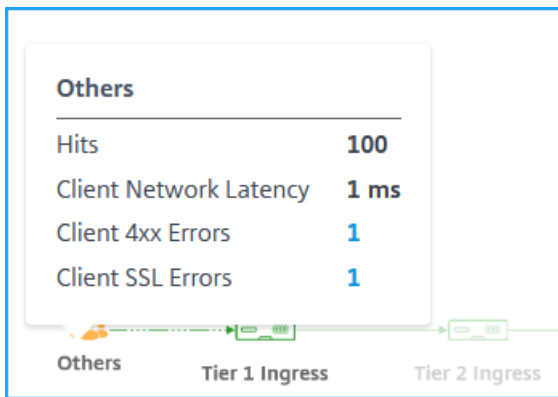 Others
Hits 100
Client Network Latency 1 ms
Client 4xx Errors 1
Client SSL Errors 1
Others
Tier 1 Ingress
Tier 2 Ingress